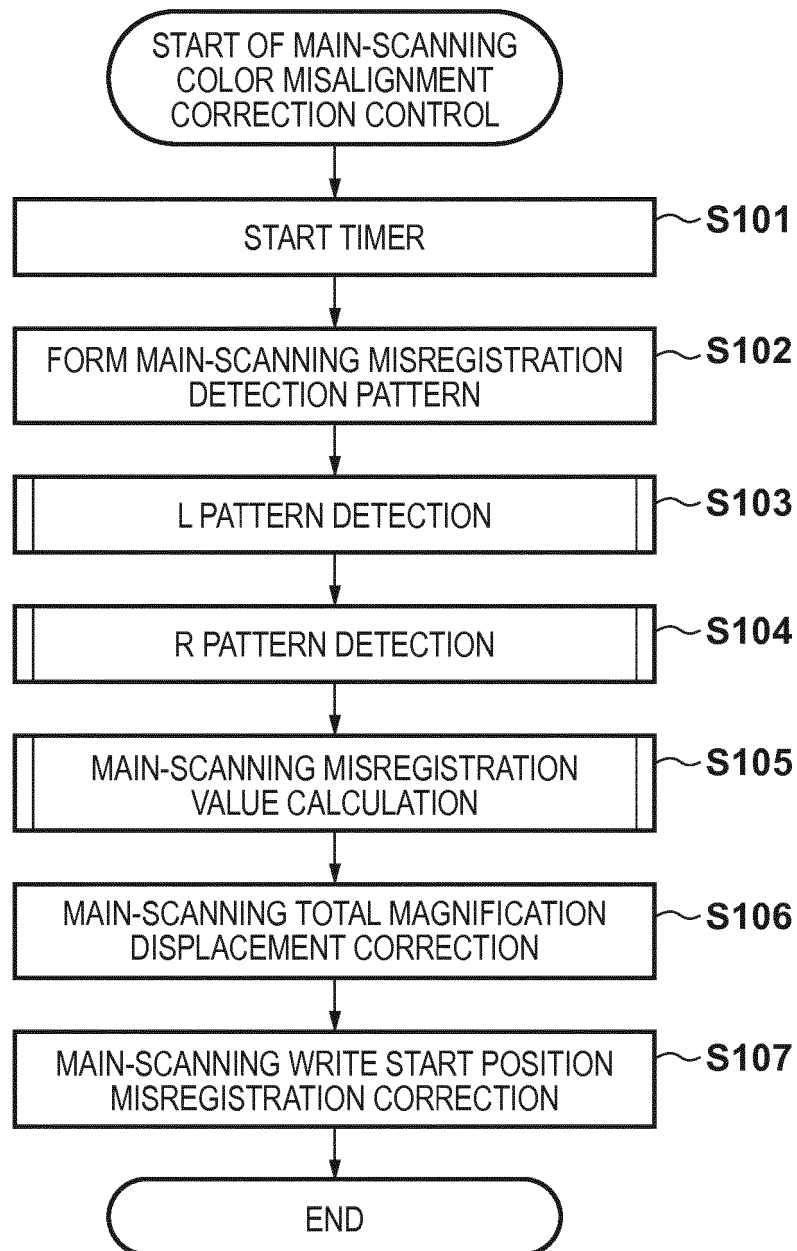 START OF MAIN-SCANNING
COLOR MISALIGNMENT
CORRECTION CONTROL
START TIMER
S101
FORM MAIN-SCANNING MISREGISTRATION
DETECTION PATTERN
S102
L PATTERN DETECTION
S103
R PATTERN DETECTION
S104
MAIN-SCANNING MISREGISTRATION
VALUE CALCULATION
S105
MAIN-SCANNING TOTAL MAGNIFICATION
DISPLACEMENT CORRECTION
S106
MAIN-SCANNING WRITE START POSITION
MISREGISTRATION CORRECTION
S107
END